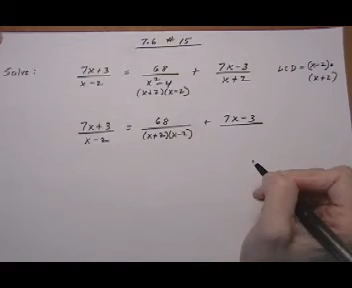 7.6 # 15
Solve: (7x+3)/(x-2) = 68/(x²-4) + (7x-3)/(x+2) LCD = (x-2)•
(x+2)(x-2) (x+2)
(7x+3)/(x-2) = 68/((x+2)(x-2)) + 7x-3